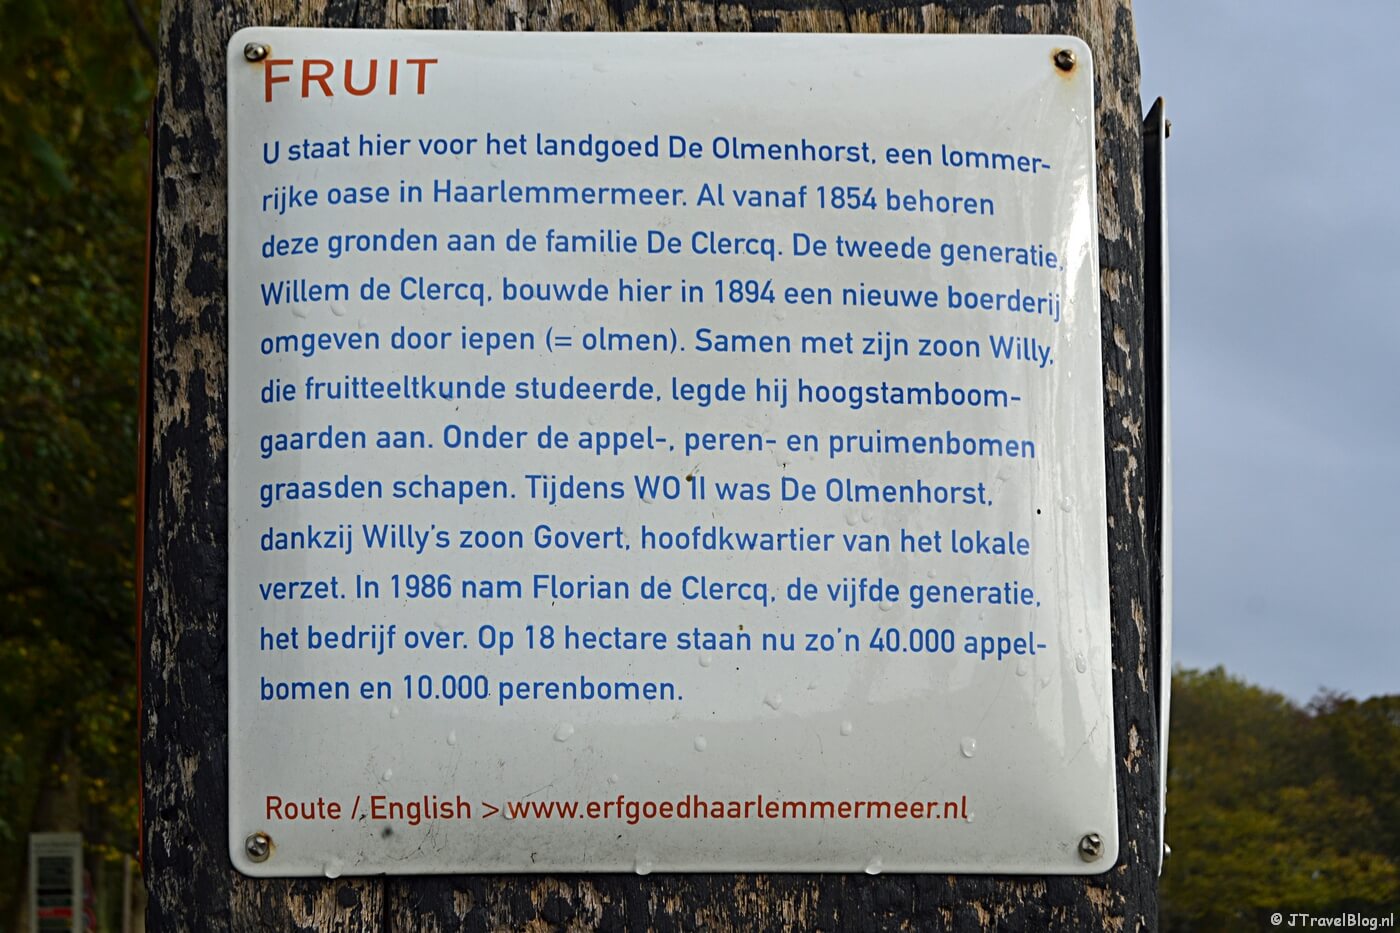 FRUIT
U staat hier voor het landgoed De Olmenhorst, een lommer-
rijke oase in Haarlemmermeer. Al vanaf 1854 behoren
deze gronden aan de familie De Clercq. De tweede generatie,
Willem de Clercq, bouwde hier in 1894 een nieuwe boerderij
omgeven door iepen (= olmen). Samen met zijn zoon Willy,
die fruitteeltkunde studeerde, legde hij hoogstamboom-
gaarden aan. Onder de appel-, peren- en pruimenbomen
graasden schapen. Tijdens WO II was De Olmenhorst,
dankzij Willy's zoon Govert, hoofdkwartier van het lokale
verzet. In 1986 nam Florian de Clercq, de vijfde generatie,
het bedrijf over. Op 18 hectare staan nu zo'n 40.000 appel-
bomen en 10.000 perenbomen.
Route / English > www.erfgoedhaarlemmermeer.nl
© JTravelBlog.nl